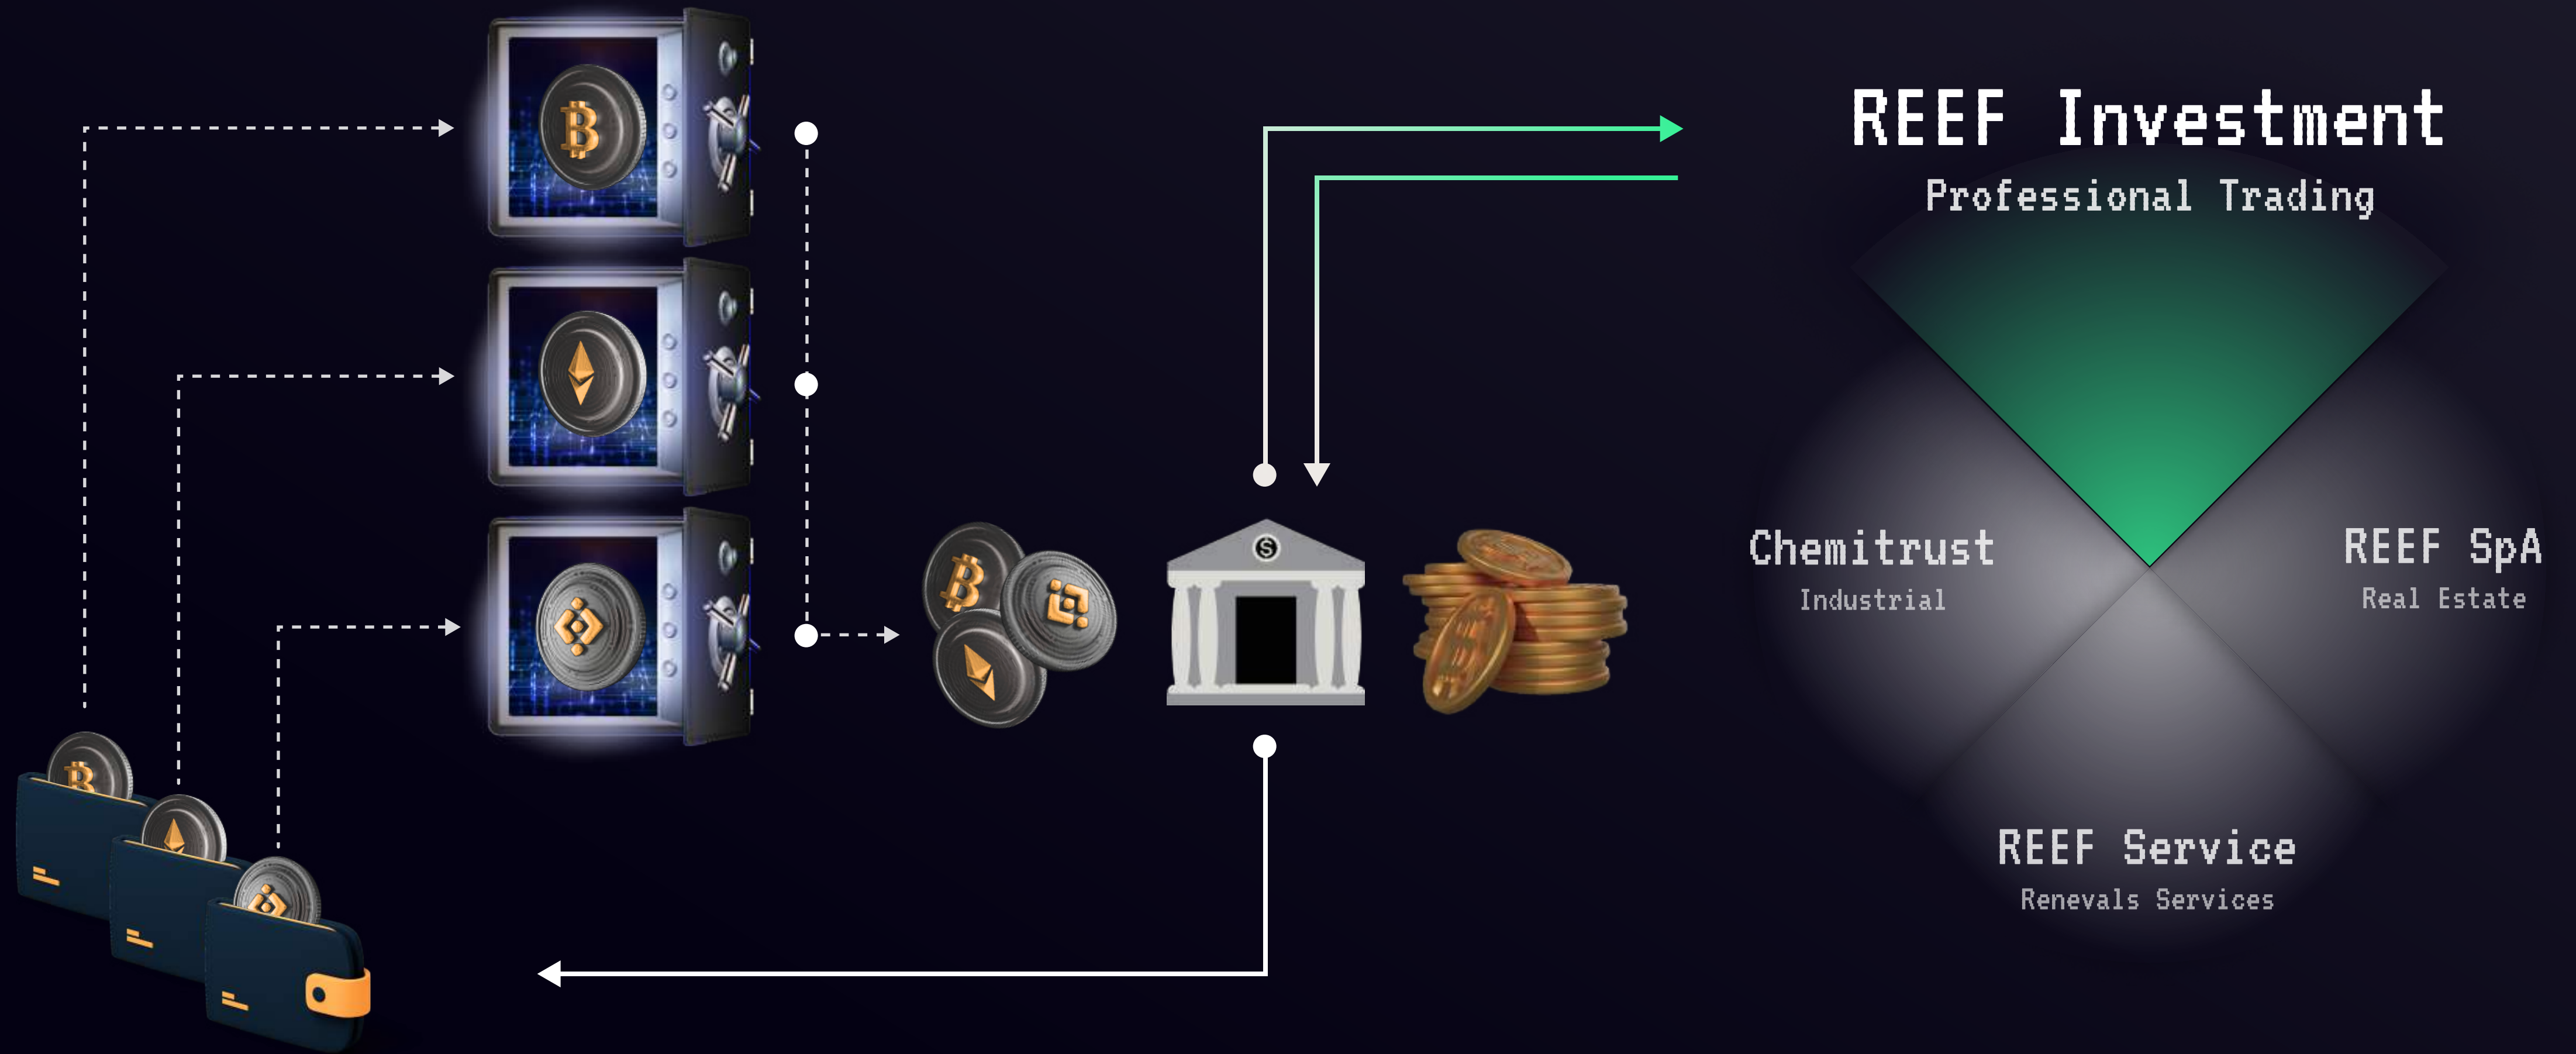 REEF Investment
Professional Trading
Chemitrust
Industrial
REEF SpA
Real Estate
REEF Service
Renevals Services